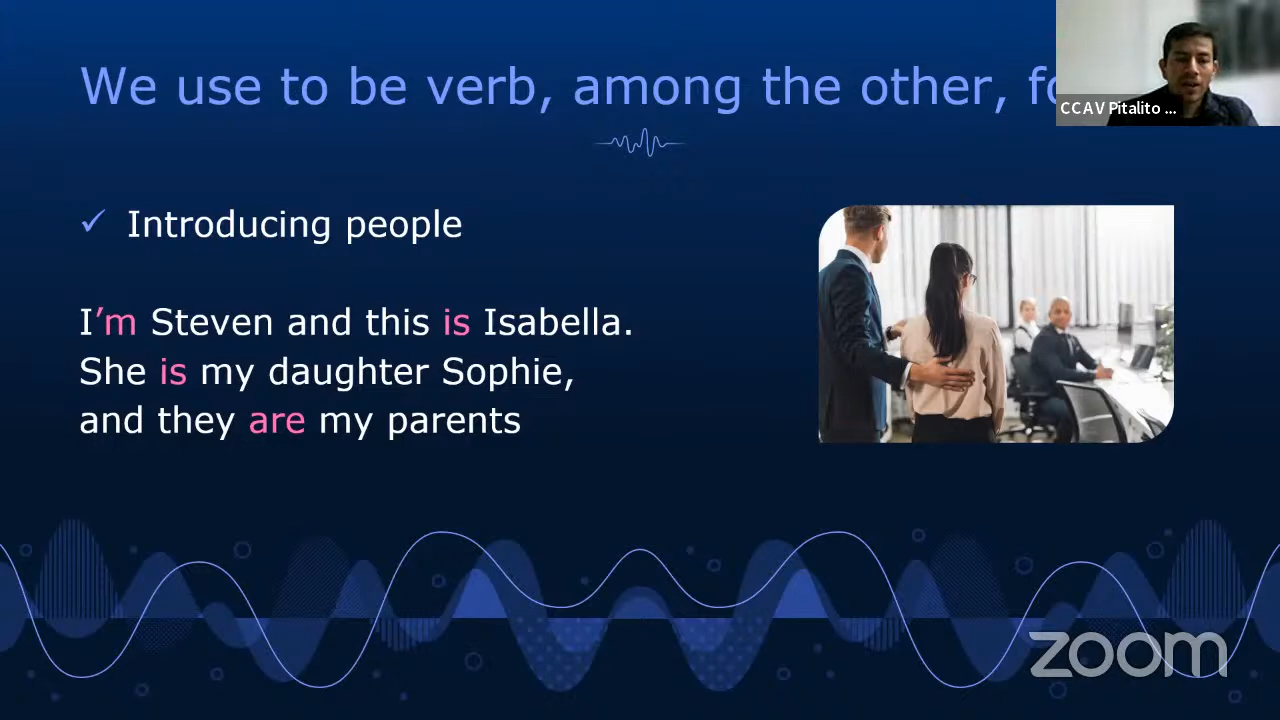 We use to be verb, among the other, fo
CCAV Pitalito ...
✓ Introducing people
I'm Steven and this is Isabella.
She is my daughter Sophie,
and they are my parents
zoom